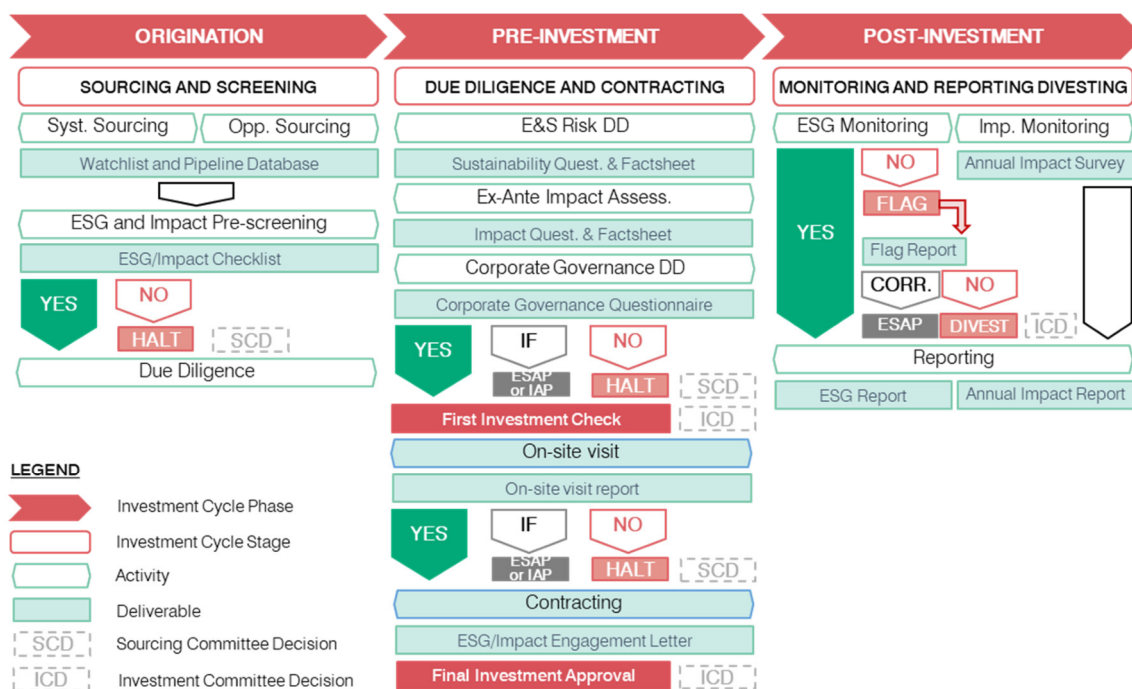 ORIGINATION
PRE-INVESTMENT
POST-INVESTMENT
SOURCING AND SCREENING
Syst. Sourcing
Opp. Sourcing
Watchlist and Pipeline Database
ESG and Impact Pre-screening
ESG/Impact Checklist
YES
NO
HALT
SCD
Due Diligence
DUE DILIGENCE AND CONTRACTING
E&S Risk DD
Sustainability Quest. & Factsheet
Ex-Ante Impact Assess.
Impact Quest. & Factsheet
Corporate Governance DD
Corporate Governance Questionnaire
YES
IF
NO
ESAP
or IAP
HALT
SCD
First Investment Check
ICD
On-site visit
On-site visit report
YES
IF
NO
ESAP
or IAP
HALT
SCD
Contracting
ESG/Impact Engagement Letter
Final Investment Approval
ICD
MONITORING AND REPORTING DIVESTING
ESG Monitoring
Imp. Monitoring
YES
NO
Annual Impact Survey
FLAG
Flag Report
CORR.
NO
ESAP
DIVEST
ICD
Reporting
ESG Report
Annual Impact Report
LEGEND
Investment Cycle Phase
Investment Cycle Stage
Activity
Deliverable
SCD
Sourcing Committee Decision
ICD
Investment Committee Decision